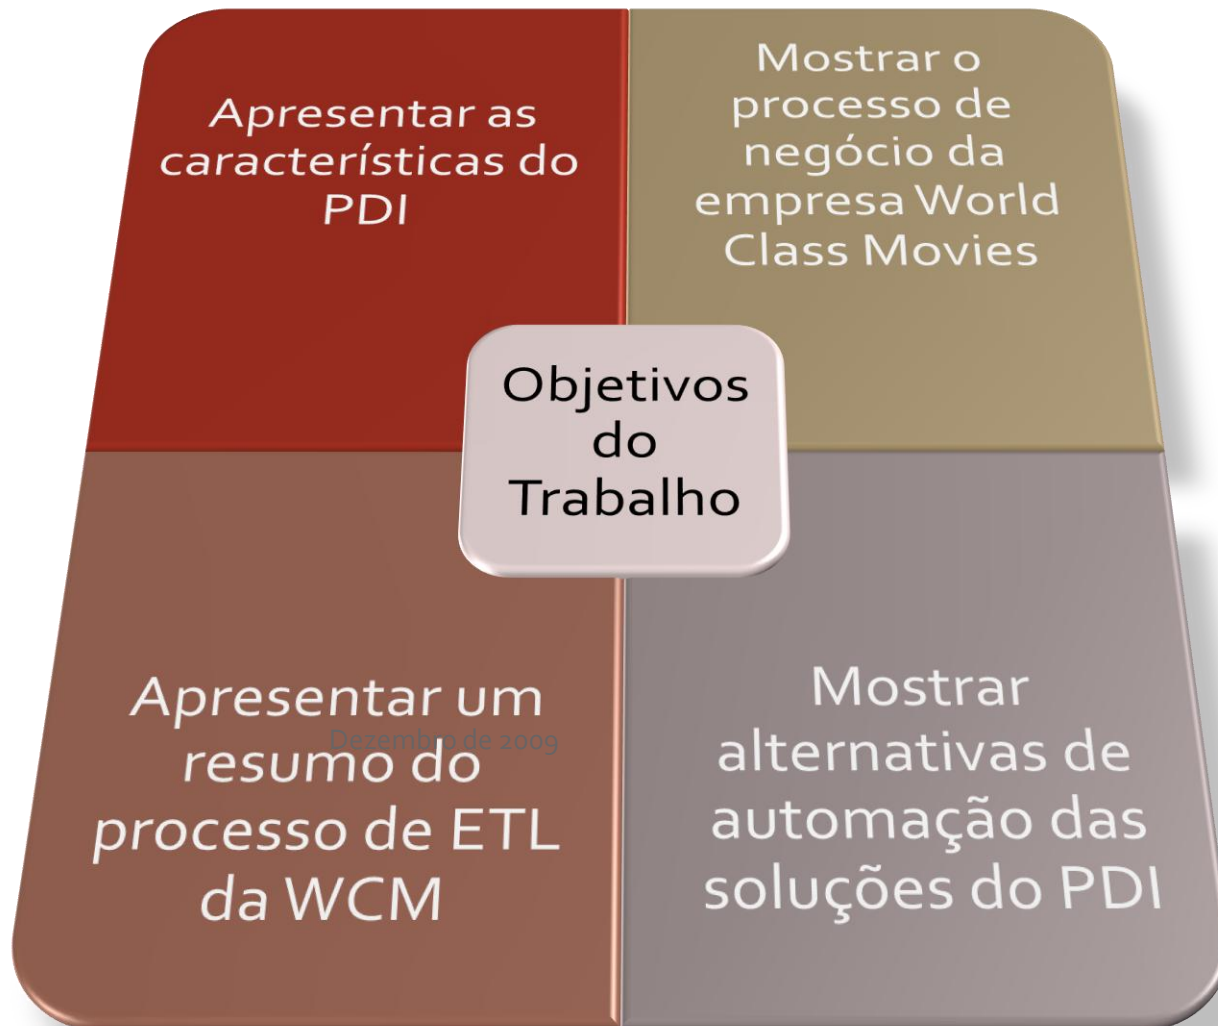 Apresentar as
características do
PDI
Mostrar o
processo de
negócio da
empresa World
Class Movies
Objetivos
do
Trabalho
Apresentar um
resumo do
processo de ETL
da WCM
Dezembro de 2009
Mostrar
alternativas de
automação das
soluções do PDI